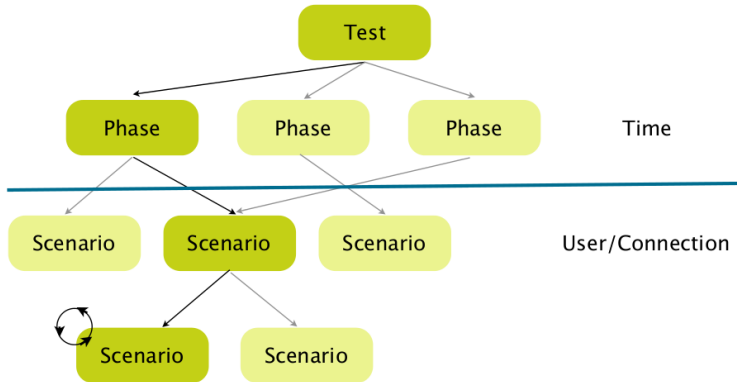 Test
Phase
Phase
Phase
Time
Scenario
Scenario
Scenario
User/Connection
Scenario
Scenario